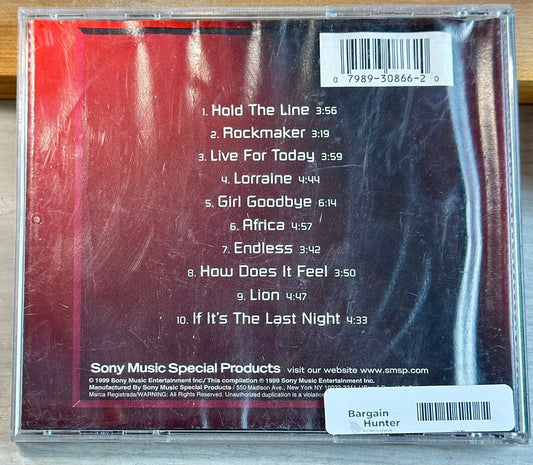 0 7989-30866-2 0
1. Hold The Line 3:56
2. Rockmaker 3:19
3. Live For Today 3:59
4. Lorraine 4:44
5. Girl Goodbye 6:14
6. Africa 4:57
7. Endless 3:42
8. How Does It Feel 3:50
9. Lion 4:47
10. If It's The Last Night 4:33
Sony Music Special Products visit our website www.smsp.com
© 1999 Sony Music Entertainment Inc./ This compilation ℗ 1999 Sony Music Entertainment Inc.
Manufactured By Sony Music Special Products / 550 Madison Ave., New York NY
Marca Registrada/WARNING: All Rights Reserved. Unauthorized duplication is a violation
Bargain
Hunter